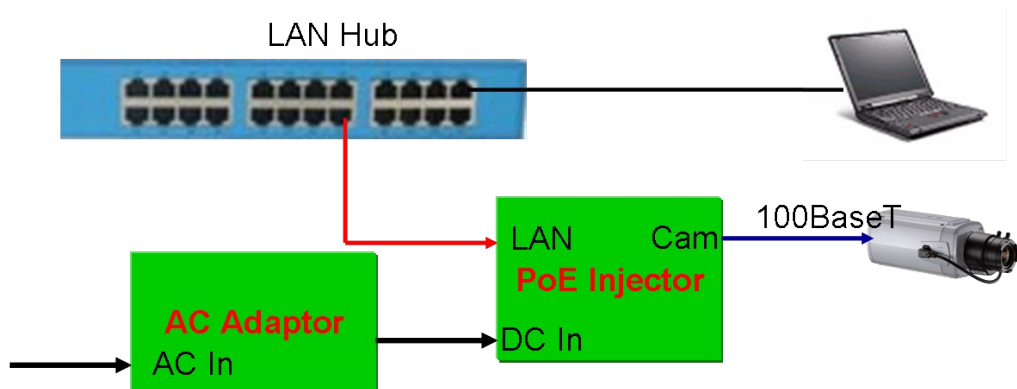 LAN Hub
100BaseT
LAN
Cam
PoE Injector
AC Adaptor
DC In
AC In